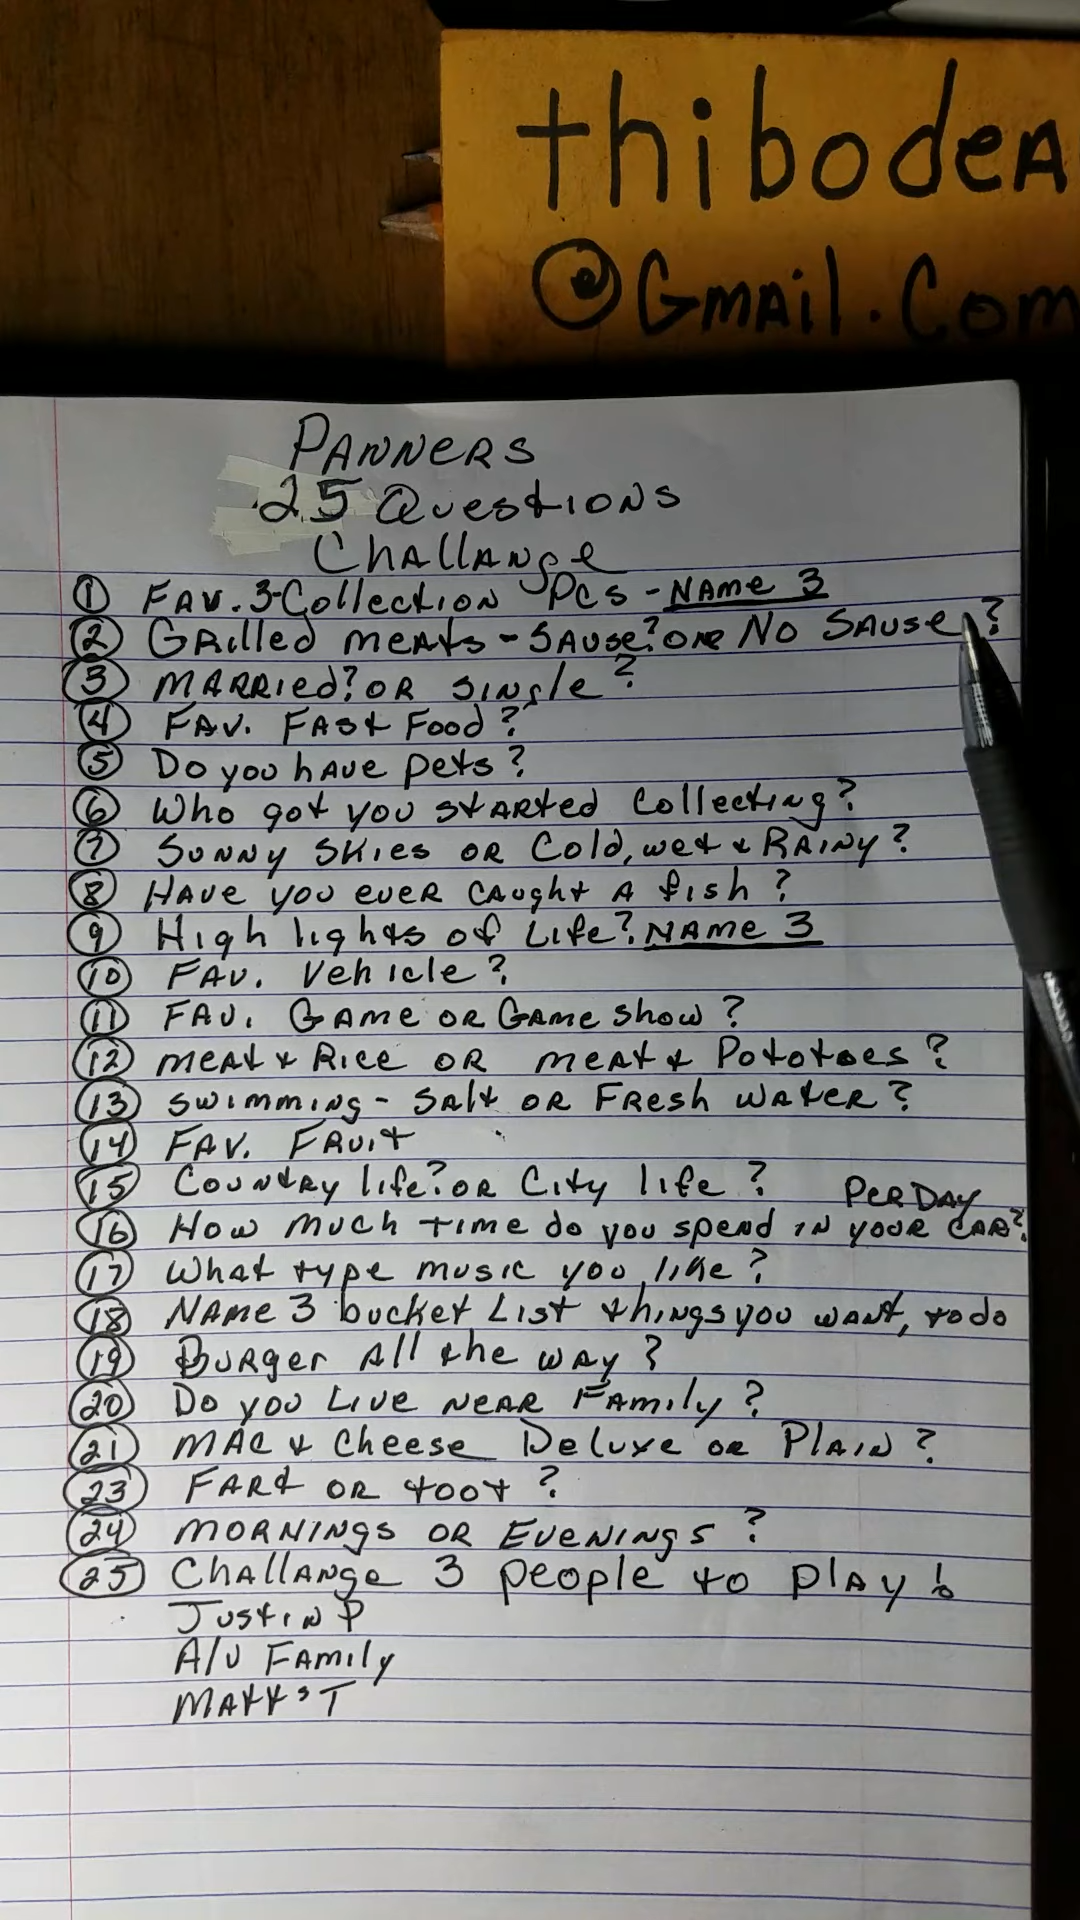 thibodeA
@GMAil.Com
PANNERS
25 Questions
ChALLANge
① FAV. 3-Collection Pcs - NAMe 3
② GRilled meats - SAUSe? OR NO SAUSe?
③ MARRied? OR single?
④ FAV. FAst Food?
⑤ Do you hAve pets?
⑥ Who got you stARted Collecting?
⑦ SUNNY SKies OR Cold, wet & RAiNy?
⑧ HAve you eveR CAught A fish?
⑨ High lights of Life? NAMe 3
⑩ FAV. Vehicle?
⑪ FAV. GAMe OR GAMe show?
⑫ meAt & Rice OR meAt & Pototoes?
⑬ SwiMMiNg - SAlt OR FResh wAteR?
⑭ FAV. FRuit
⑮ CountRy life? OR City life?
PeR DAY
⑯ How much time do you spend iN youR CAR?
⑰ WhAt type music you like?
⑱ NAMe 3 bucket List things you wANt, to do
⑲ BuRgeR All the wAy?
⑳ Do you Live NeAR FAMily?
㉑ MAC & Cheese Deluxe OR PlAiN?
㉓ FARt OR toot?
㉔ MORNiNgs OR EveNiNgs?
㉕ ChAllANge 3 people to plAy!
JustiN P
A/U FAMily
MAtt's T